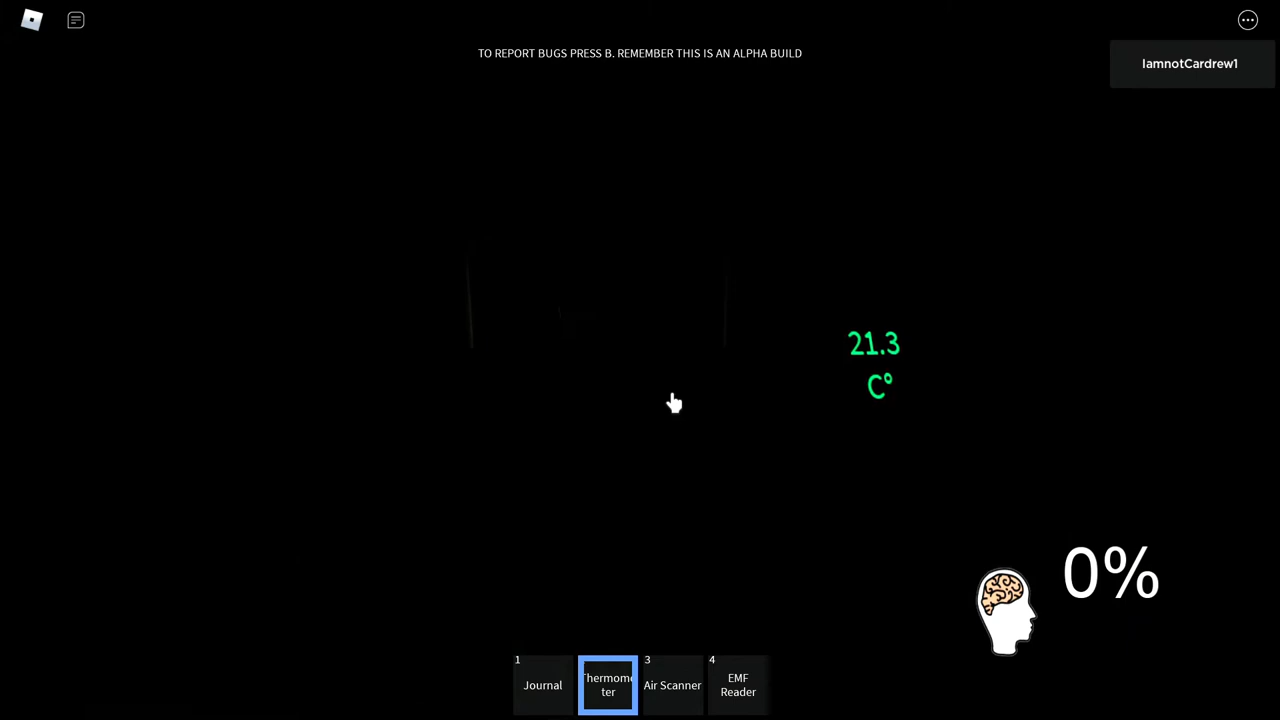 TO REPORT BUGS PRESS B. REMEMBER THIS IS AN ALPHA BUILD
IamnotCardrew1
21.3
C°
0%
1
Journal
Thermome
ter
3
Air Scanner
4
EMF
Reader